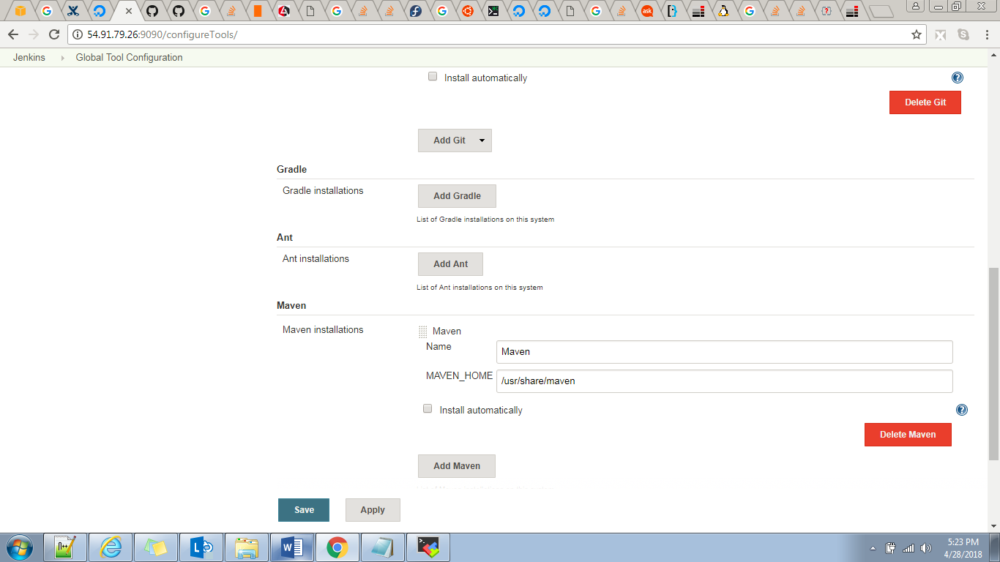 54.91.79.26:9090/configureTools/
Jenkins Global Tool Configuration
Install automatically
Delete Git
Add Git
Gradle
Gradle installations
Add Gradle
List of Gradle installations on this system
Ant
Ant installations
Add Ant
List of Ant installations on this system
Maven
Maven installations
Maven
Name
Maven
MAVEN_HOME
/usr/share/maven
Install automatically
Delete Maven
Add Maven
Save Apply
5:23 PM
4/28/2018